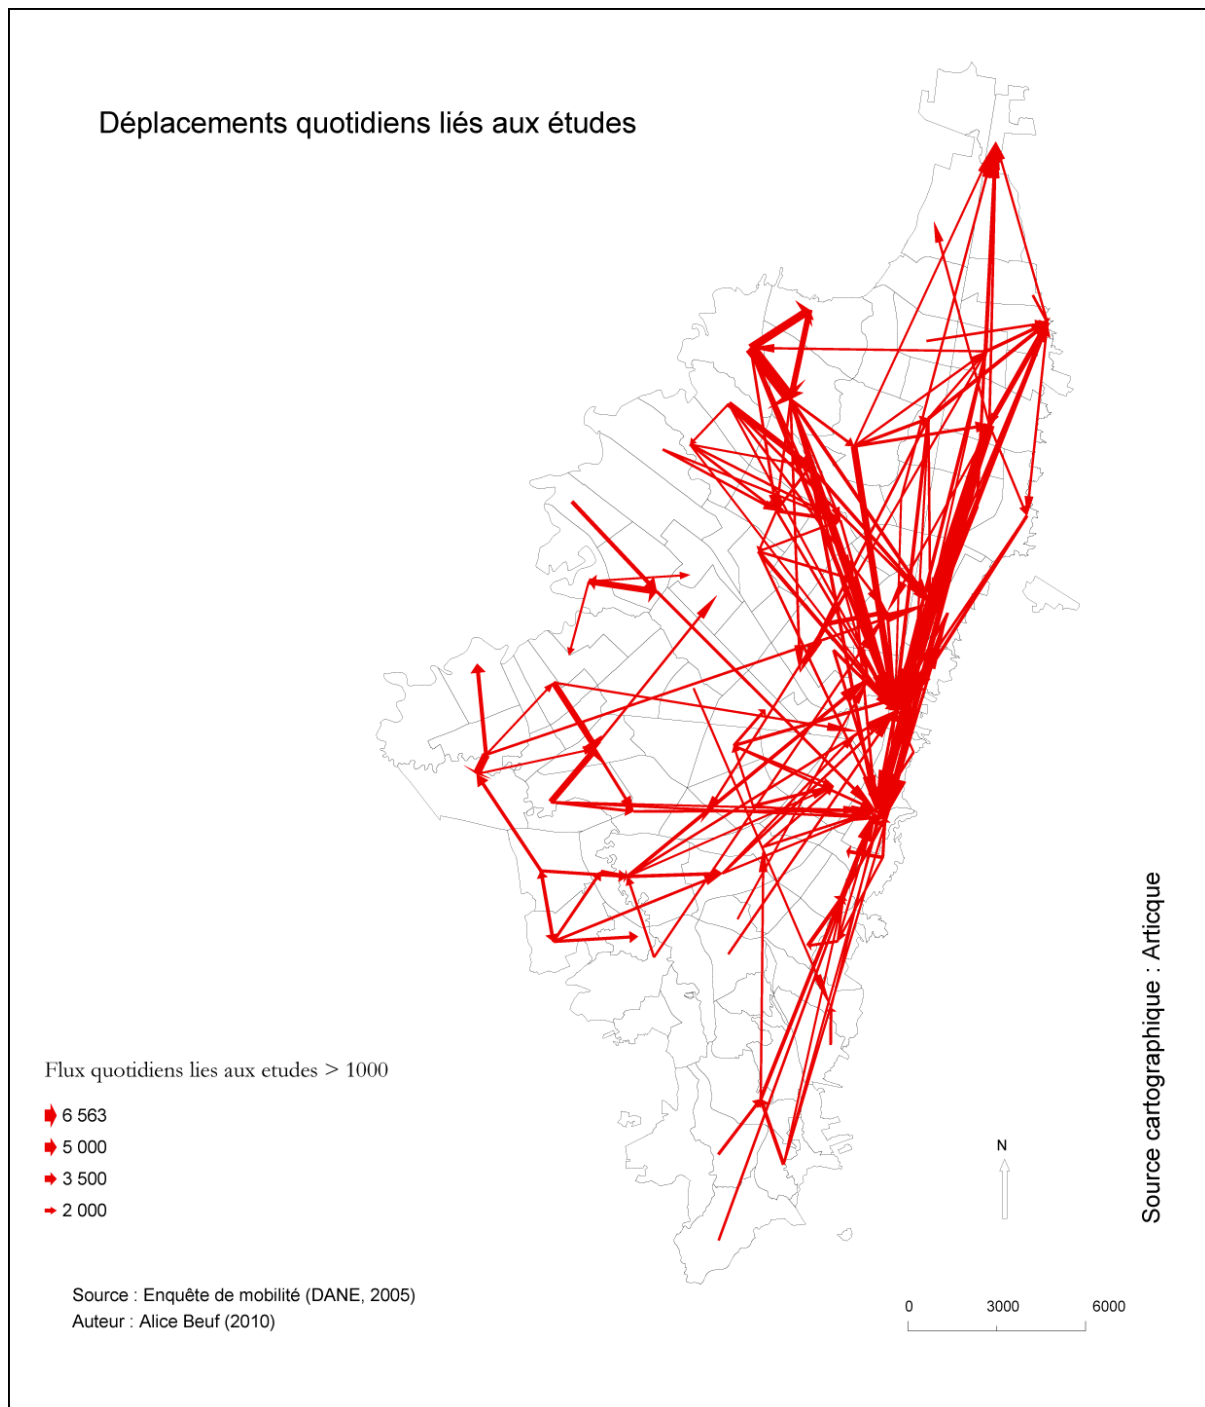 Déplacements quotidiens liés aux études
Flux quotidiens lies aux etudes > 1000
6 563
5 000
3 500
2 000
N
Source cartographique : Articque
Source : Enquête de mobilité (DANE, 2005)
Auteur : Alice Beuf (2010)
0 3000 6000